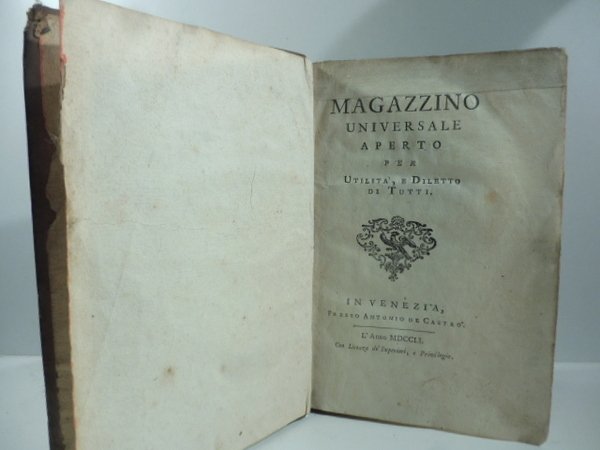 MAGAZZINO
UNIVERSALE
APERTO
PER
UTILITA', E DILETTO
DI TUTTI.
IN VENEZIA,
PRESSO ANTONIO DE CASTRO.
L'Anno MDCCLI.
Con Licenza de' Superiori, e Privilegio.